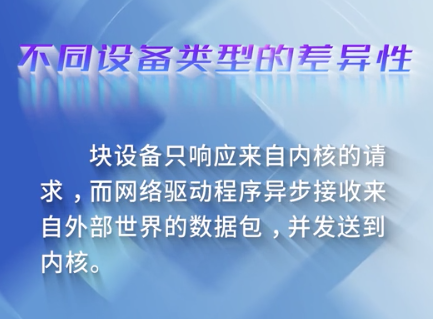 不同设备类型的差异性
块设备只响应来自内核的请
求，而网络驱动程序异步接收来
自外部世界的数据包，并发送到
内核。